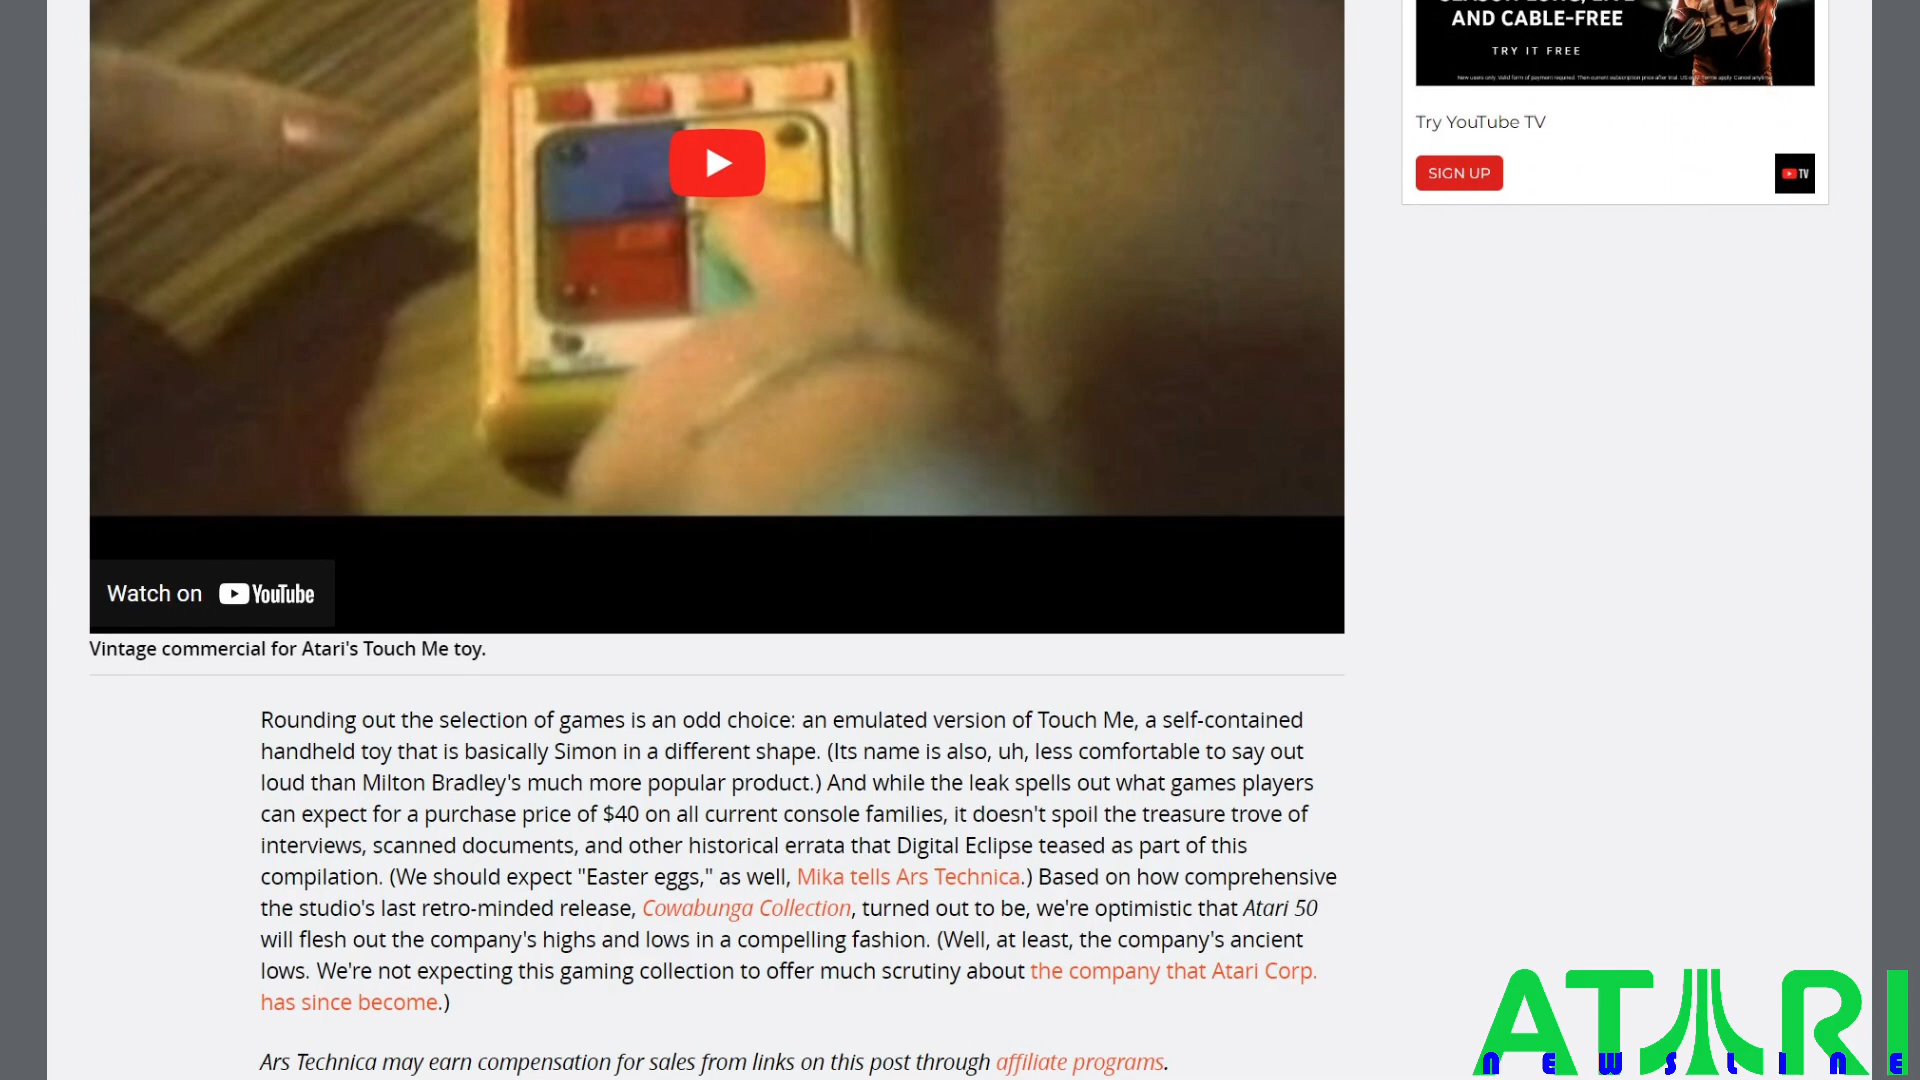 AND CABLE-FREE
TRY IT FREE
Try YouTube TV
SIGN UP
TV
Watch on YouTube
Vintage commercial for Atari's Touch Me toy.
Rounding out the selection of games is an odd choice: an emulated version of Touch Me, a self-contained
handheld toy that is basically Simon in a different shape. (Its name is also, uh, less comfortable to say out
loud than Milton Bradley's much more popular product.) And while the leak spells out what games players
can expect for a purchase price of $40 on all current console families, it doesn't spoil the treasure trove of
interviews, scanned documents, and other historical errata that Digital Eclipse teased as part of this
compilation. (We should expect "Easter eggs," as well, Mika tells Ars Technica.) Based on how comprehensive
the studio's last retro-minded release, Cowabunga Collection, turned out to be, we're optimistic that Atari 50
will flesh out the company's highs and lows in a compelling fashion. (Well, at least, the company's ancient
lows. We're not expecting this gaming collection to offer much scrutiny about the company that Atari Corp.
has since become.)
Ars Technica may earn compensation for sales from links on this post through affiliate programs.
ATARI
newsline